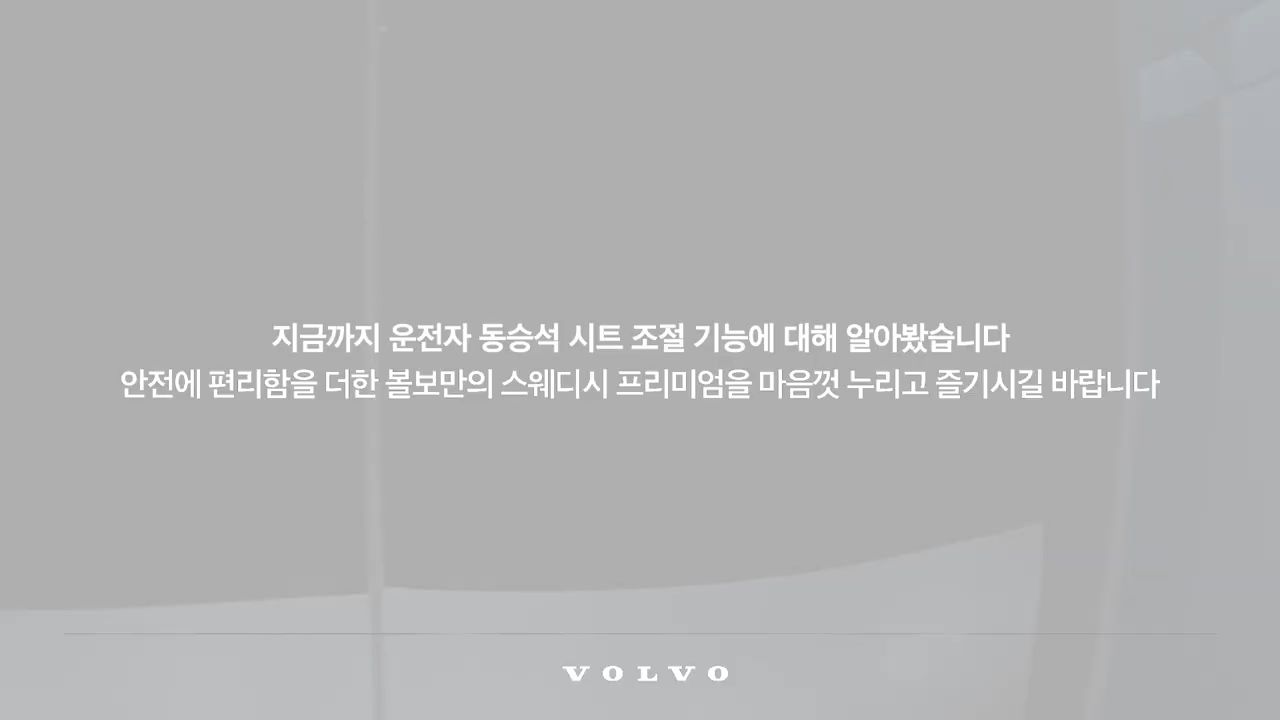 지금까지 운전자 동승석 시트 조절 기능에 대해 알아봤습니다
안전에 편리함을 더한 볼보만의 스웨디시 프리미엄을 마음껏 누리고 즐기시길 바랍니다
VOLVO